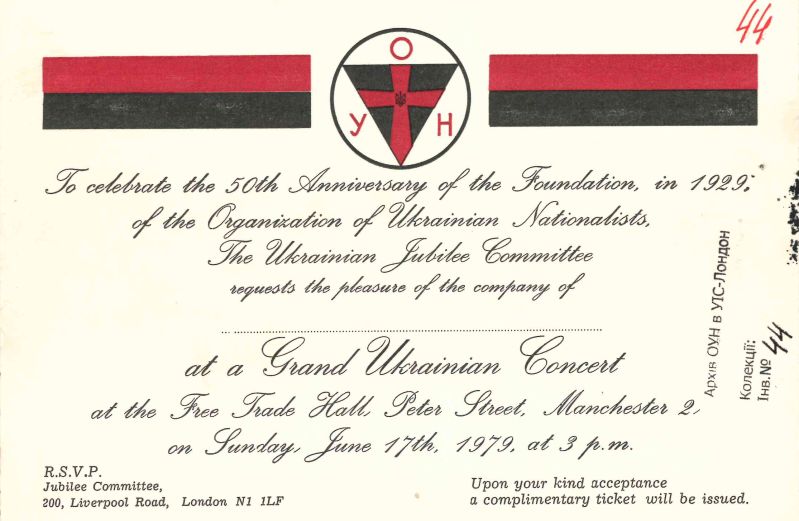 44
О
У Н
To celebrate the 50th Anniversary of the Foundation, in 1929,
of the Organization of Ukrainian Nationalists,
The Ukrainian Jubilee Committee
requests the pleasure of the company of
at a Grand Ukrainian Concert
at the Free Trade Hall, Peter Street, Manchester 2,
on Sunday, June 17th, 1979, at 3 p.m.
R.S.V.P.
Jubilee Committee,
200, Liverpool Road, London N1 1LF
Upon your kind acceptance
a complimentary ticket will be issued.
Архів ОУН в УІС-Лондон
Колекції:
Інв.№ 44